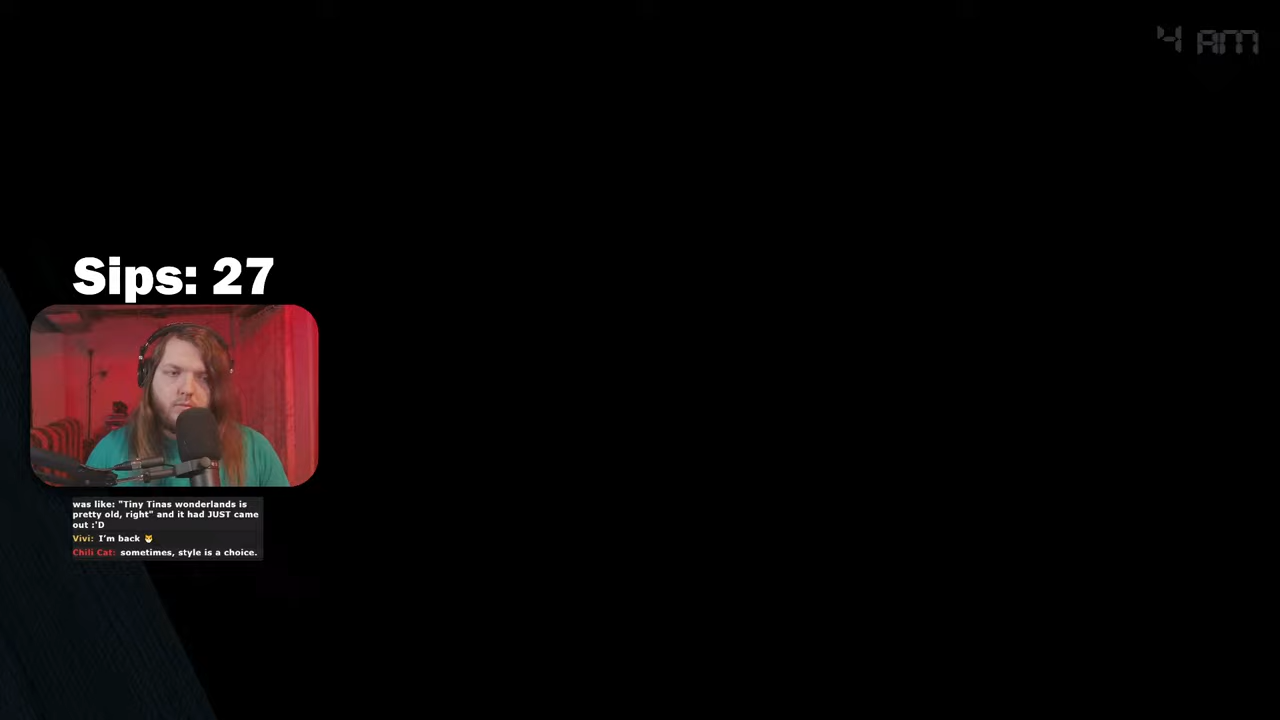 4 AM
Sips: 27
was like: "Tiny Tinas wonderlands is
pretty old, right" and it had JUST came
out :'D
Vivi: I'm back 😼
Chili Cat: sometimes, style is a choice.